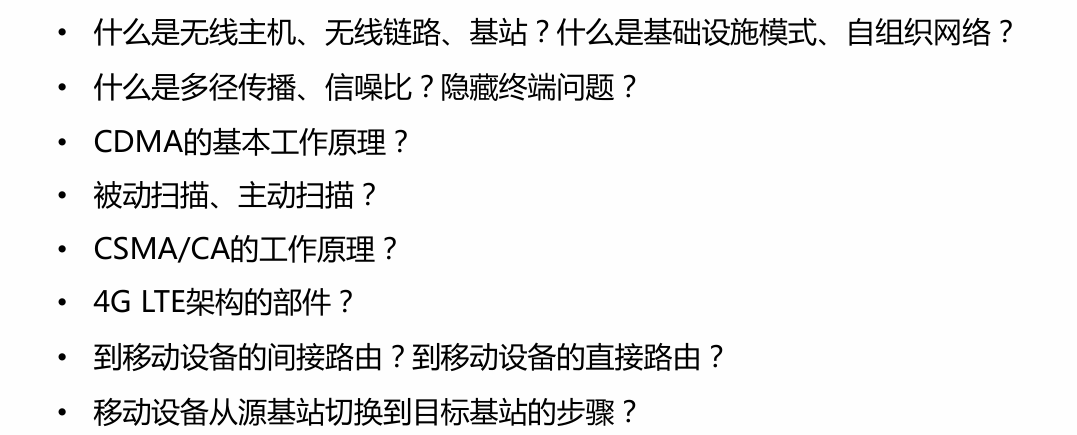 • 什么是无线主机、无线链路、基站？什么是基础设施模式、自组织网络？
• 什么是多径传播、信噪比？隐藏终端问题？
• CDMA的基本工作原理？
• 被动扫描、主动扫描？
• CSMA/CA的工作原理？
• 4G LTE架构的部件？
• 到移动设备的间接路由？到移动设备的直接路由？
• 移动设备从源基站切换到目标基站的步骤？